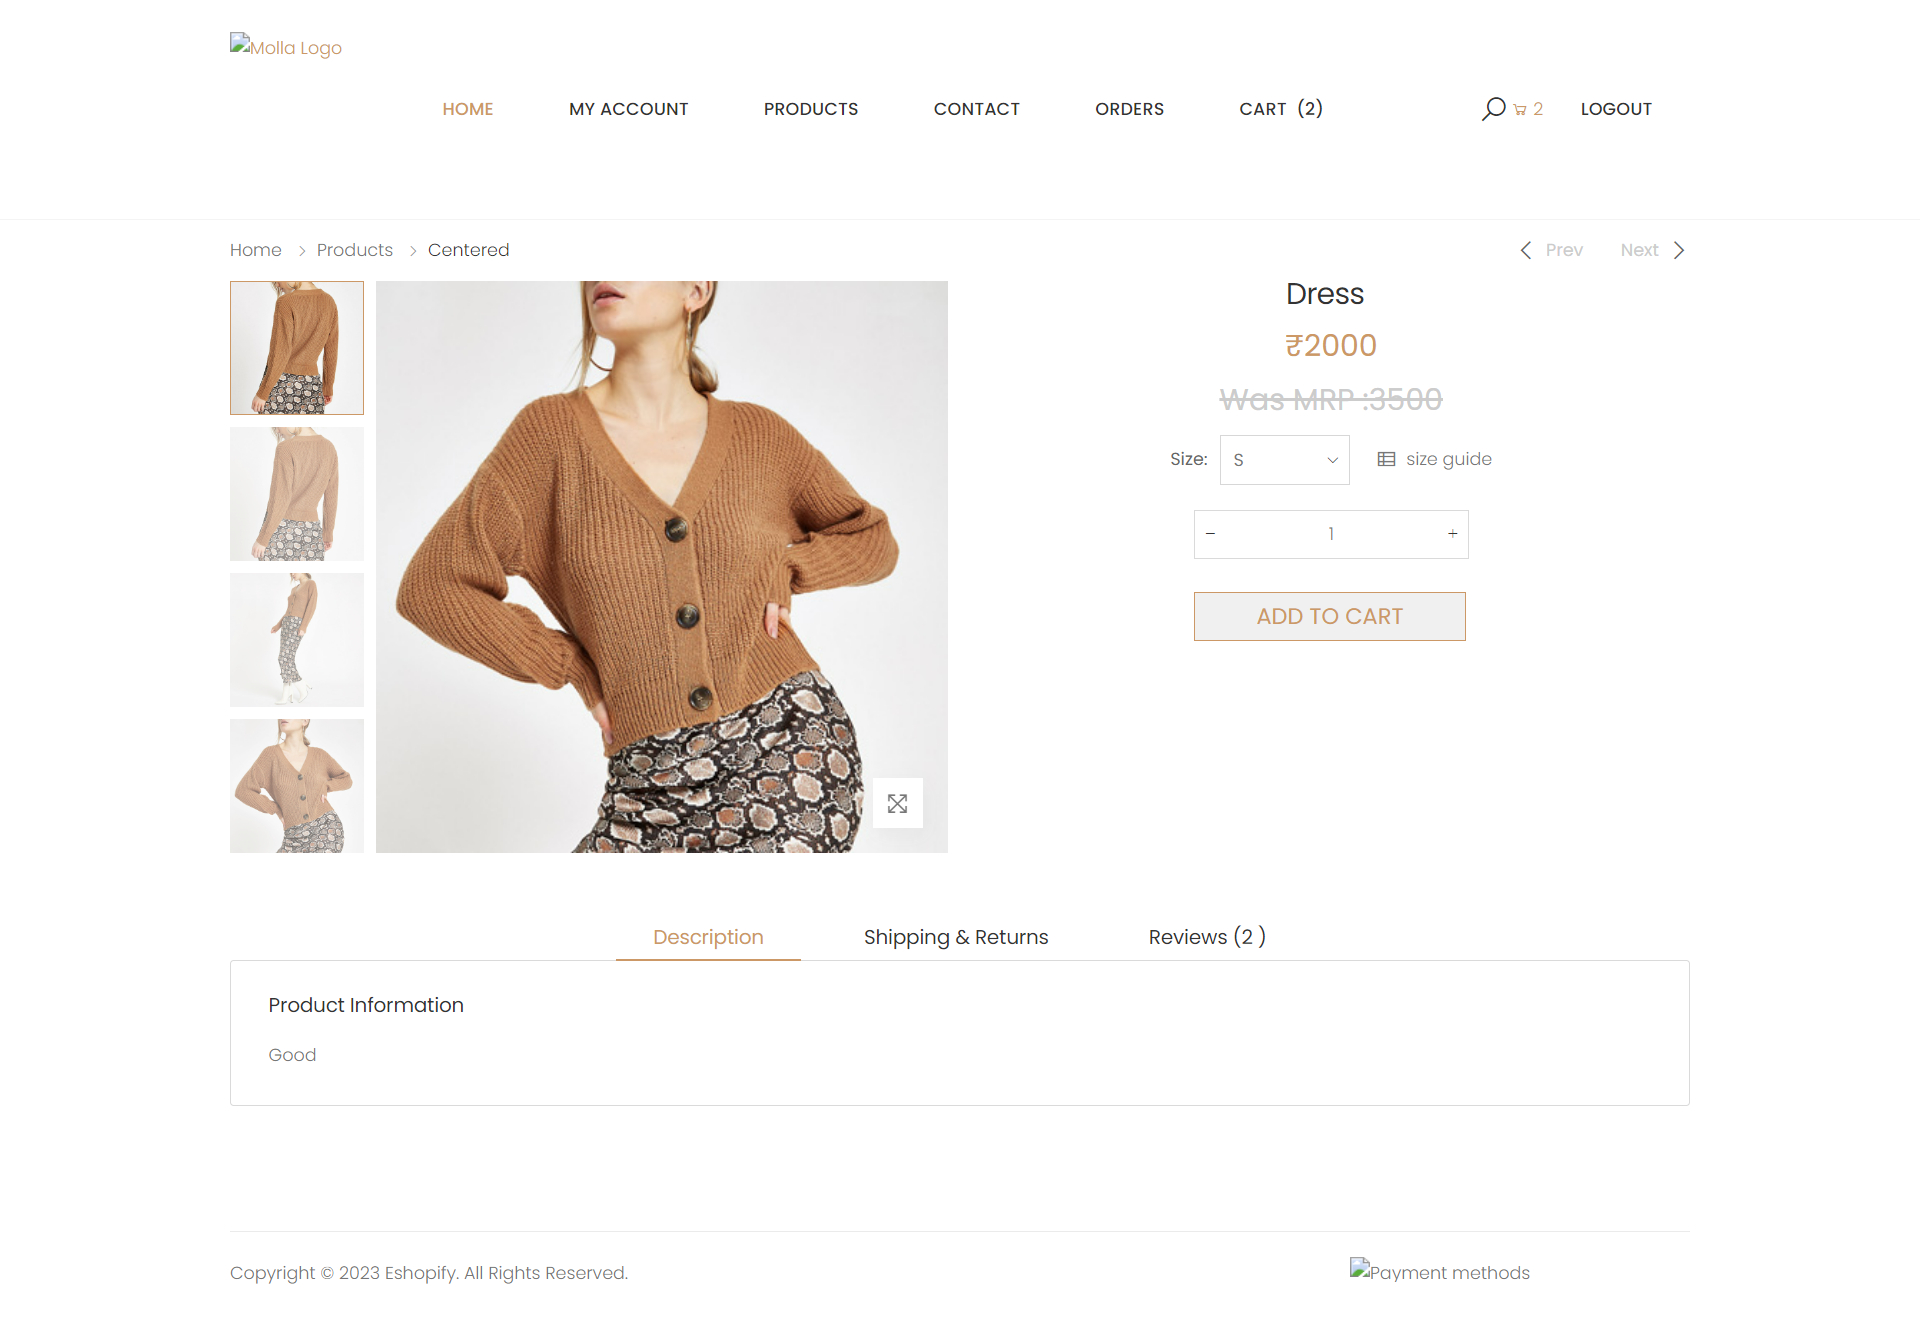 Molla Logo
HOME MY ACCOUNT PRODUCTS CONTACT ORDERS CART (2) 2 LOGOUT
Home Products Centered Prev Next
Dress
₹2000
Was MRP :3500
Size: S size guide
- 1 +
ADD TO CART
Description Shipping & Returns Reviews (2 )
Product Information
Good
Copyright © 2023 Eshopify. All Rights Reserved. Payment methods